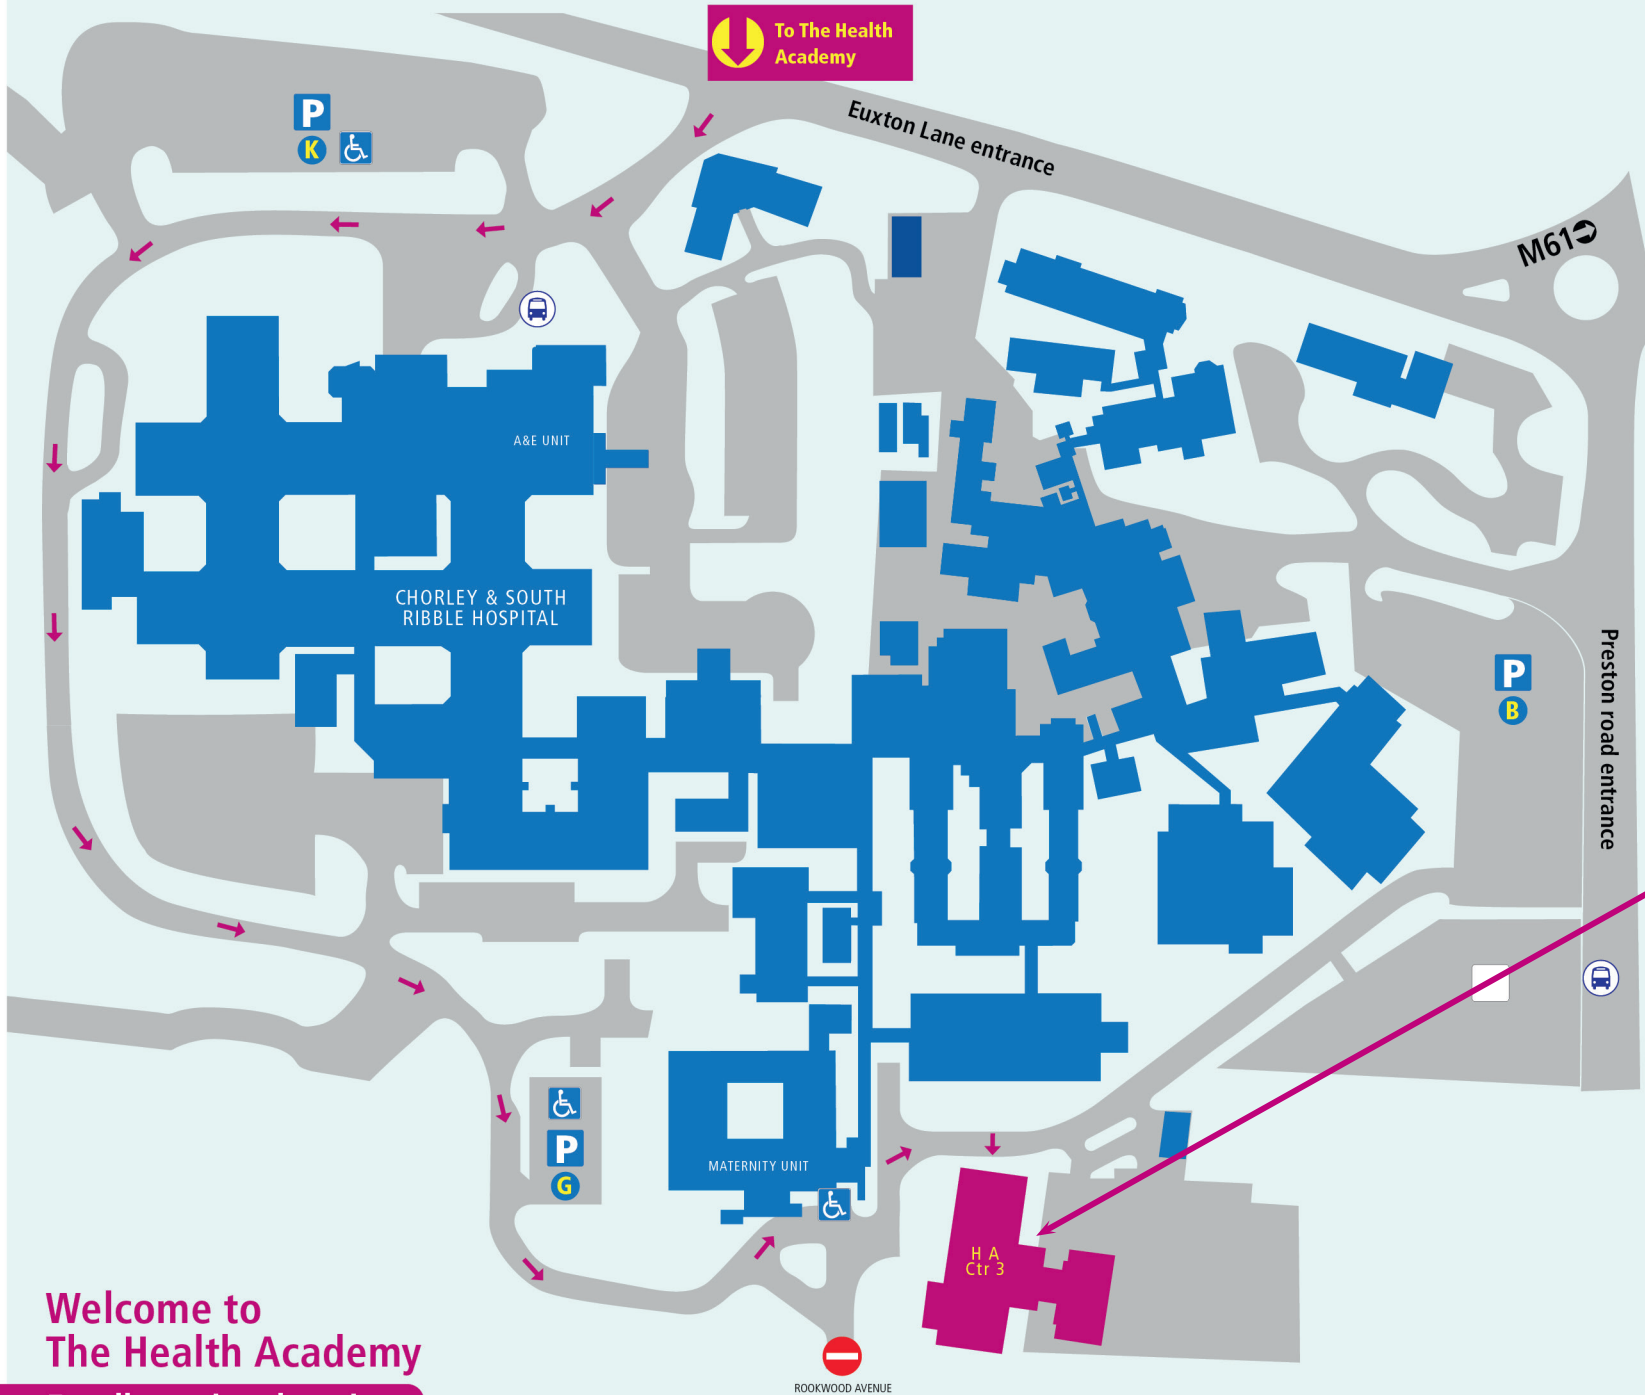 To The Health
Academy
Euxton Lane entrance
M61
P
K
A&E UNIT
CHORLEY & SOUTH
RIBBLE HOSPITAL
P
B
Preston road entrance
P
G
MATERNITY UNIT
H A
Ctr 3
Welcome to
The Health Academy
ROOKWOOD AVENUE